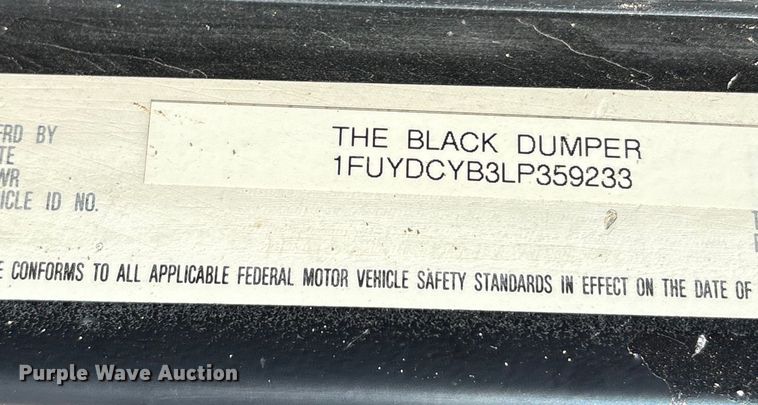 THE BLACK DUMPER
1FUYDCYB3LP359233
FRD BY
TE
WR
ICLE ID NO.
E CONFORMS TO ALL APPLICABLE FEDERAL MOTOR VEHICLE SAFETY STANDARDS IN EFFECT ON THE DATE OF
Purple Wave Auction